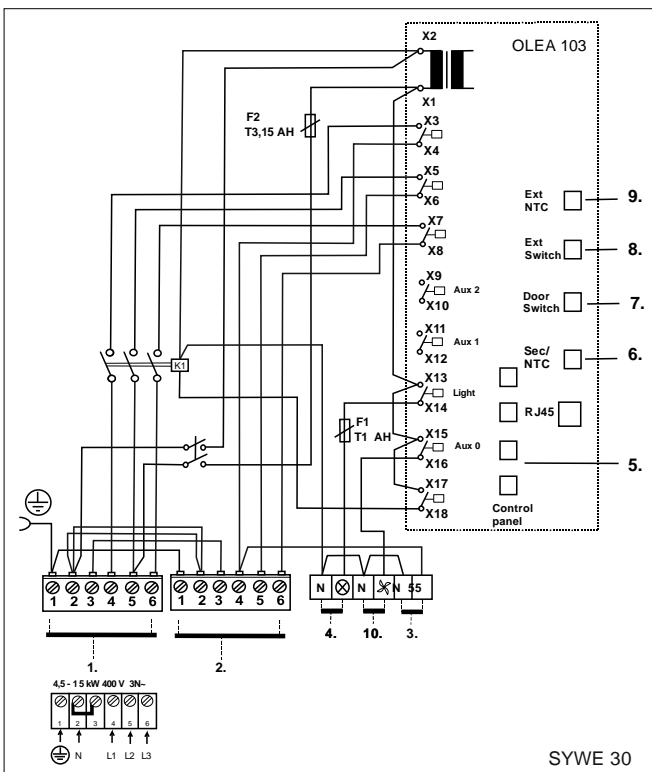 X2
OLEA 103
X1
F2
T3,15 AH
X3
X4
X5
X6
Ext
NTC
9.
X7
X8
Ext
Switch
8.
X9
Aux 2
X10
Door
Switch
7.
X11
Aux 1
X12
Sec/
NTC
6.
K1
X13
Light
X14
RJ45
F1
T1 AH
X15
Aux 0
X16
5.
X17
X18
Control
panel
1 2 3 4 5 6
1 2 3 4 5 6
N N N 55
4. 10. 3.
1. 2.
4,5 - 15 kW 400 V 3N~
1 2 3 4 5 6
N L1 L2 L3
SYWE 30